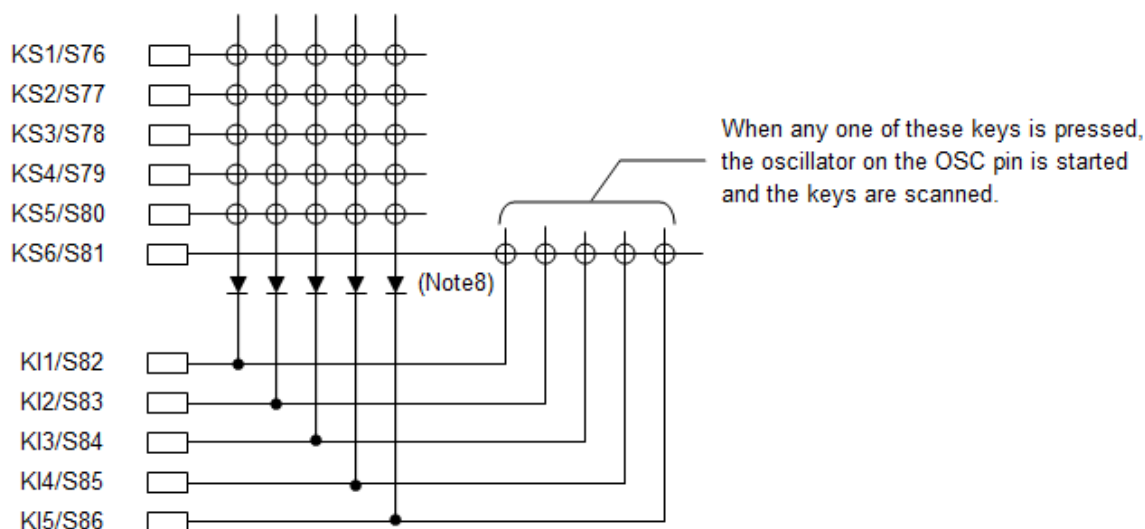 KS1/S76
KS2/S77
KS3/S78
KS4/S79
KS5/S80
KS6/S81
When any one of these keys is pressed,
the oscillator on the OSC pin is started
and the keys are scanned.
(Note8)
KI1/S82
KI2/S83
KI3/S84
KI4/S85
KI5/S86